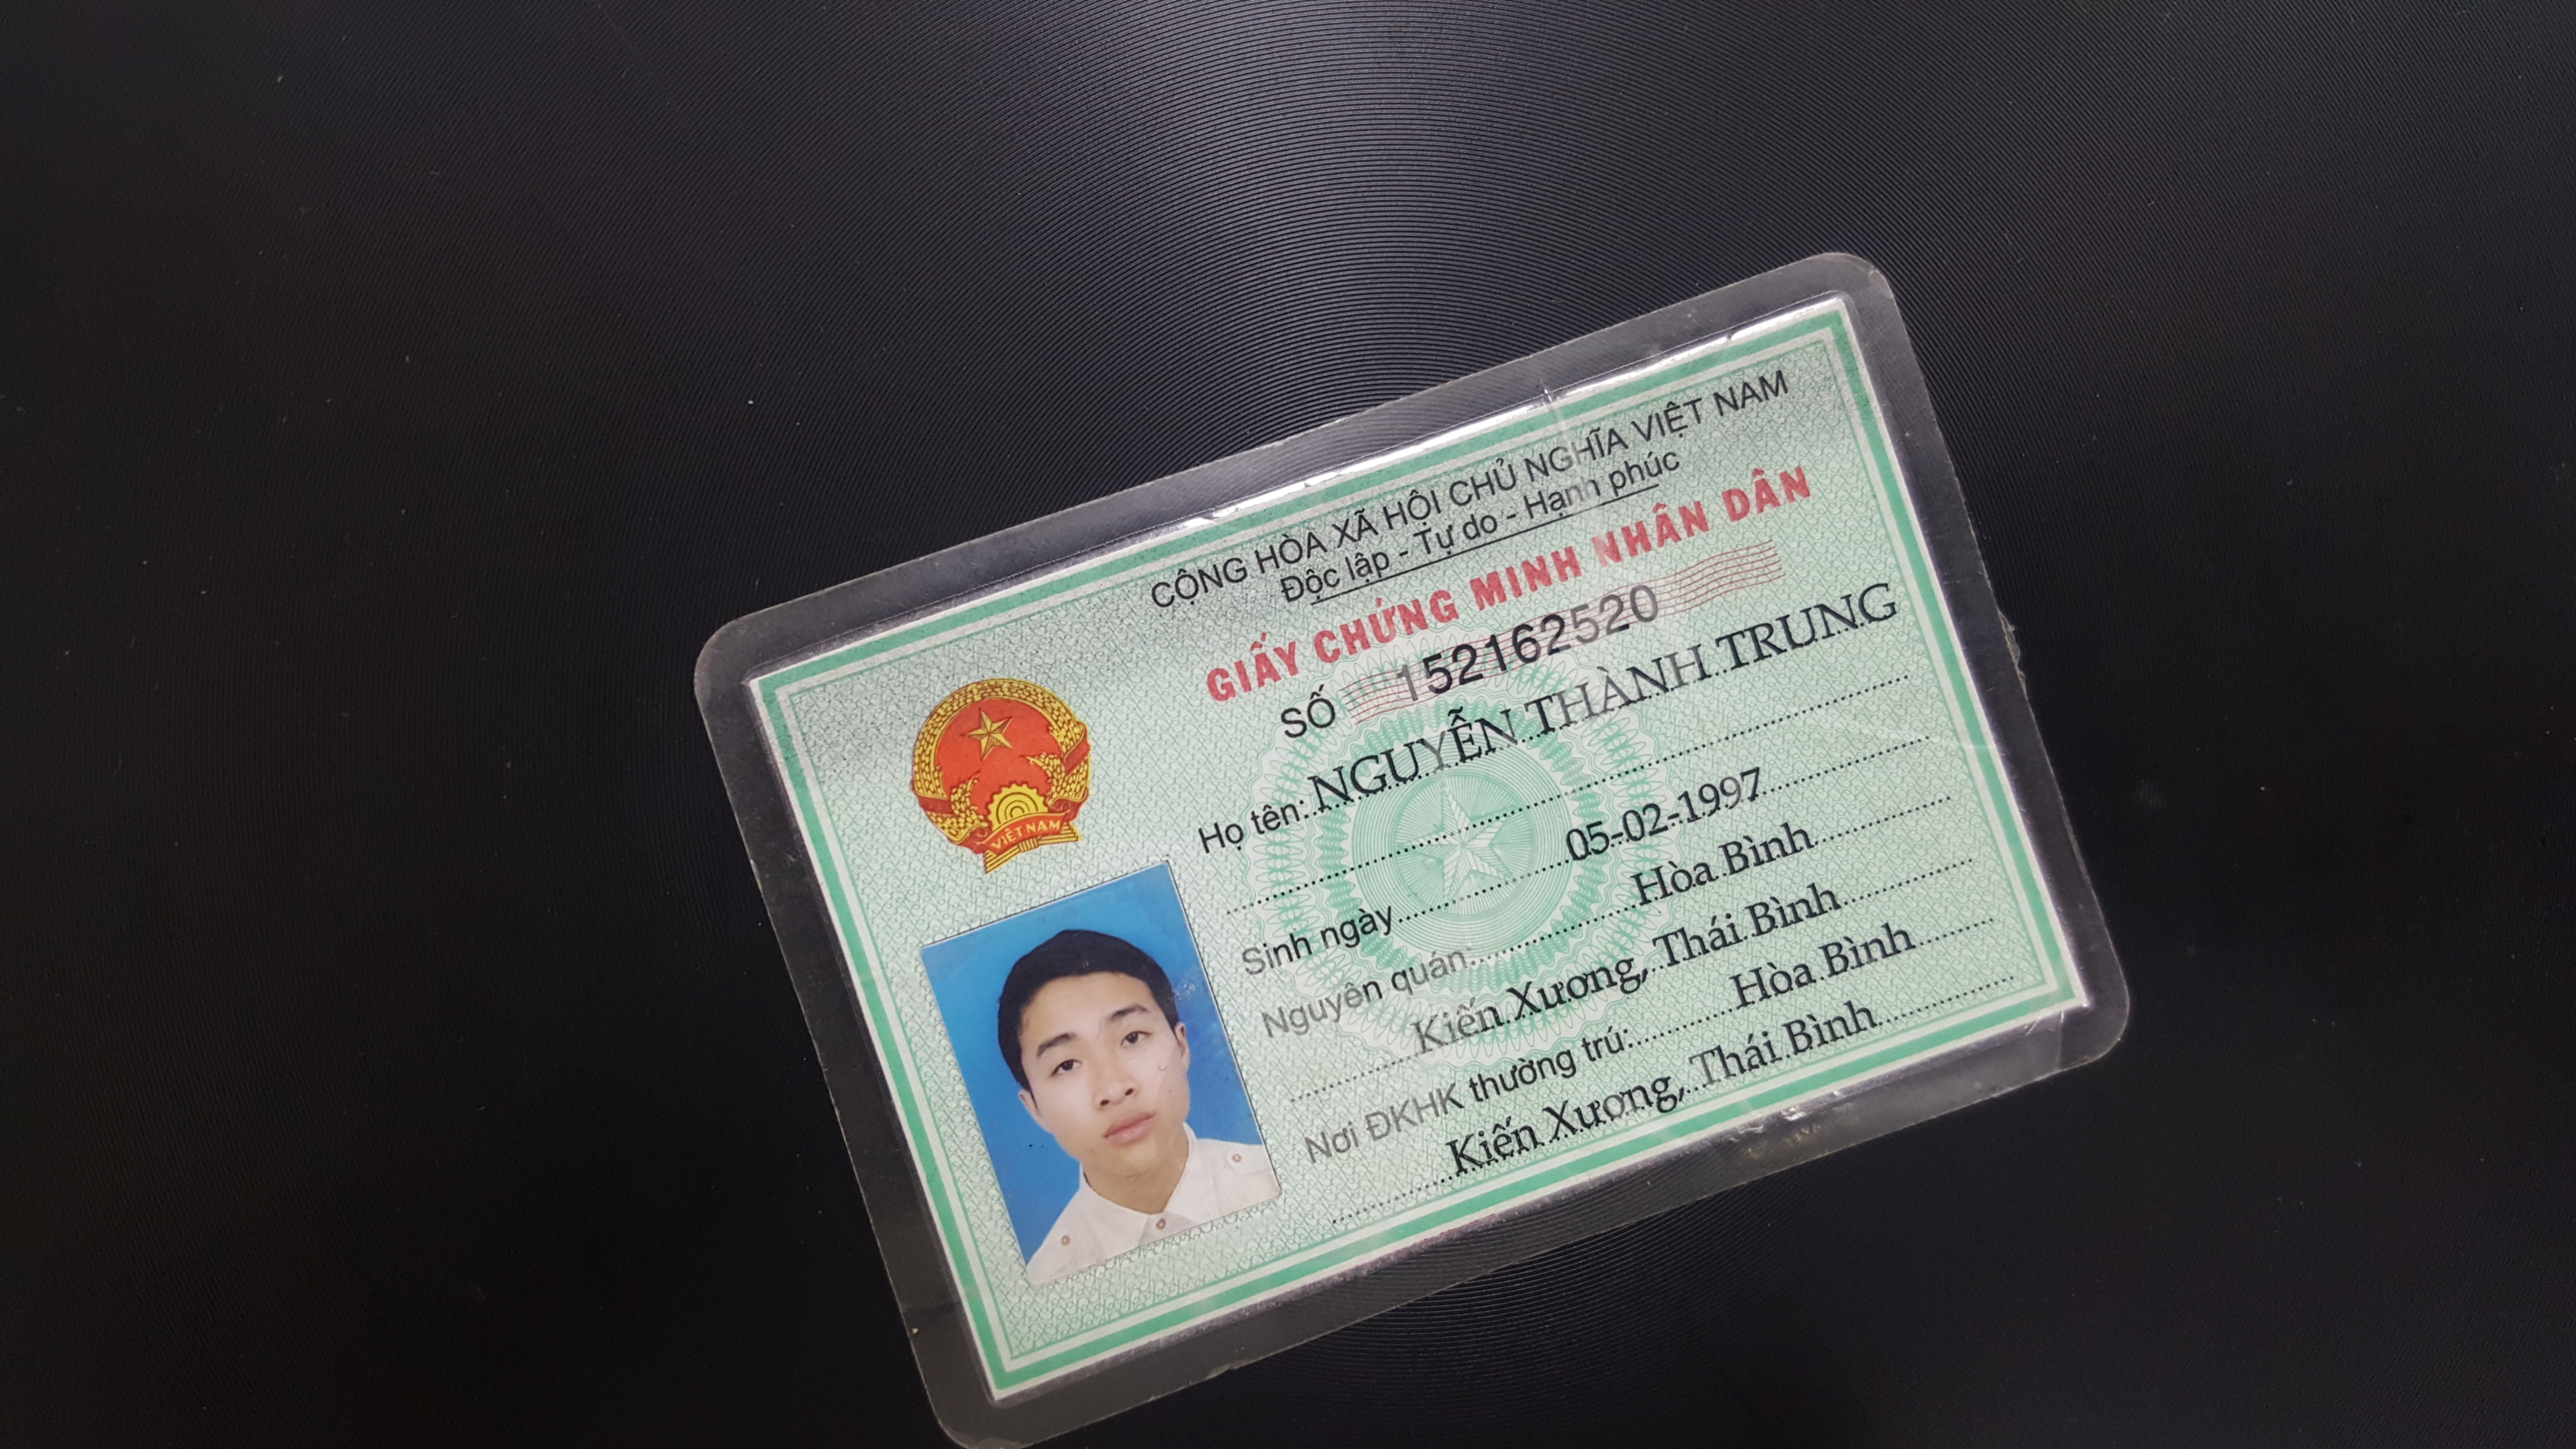 CỘNG HÒA XÃ HỘI CHỦ NGHĨA VIỆT NAM
Độc lập - Tự do - Hạnh phúc
GIẤY CHỨNG MINH NHÂN DÂN
SỐ 152162520
Họ tên: NGUYỄN THÀNH TRUNG
Sinh ngày 05-02-1997
Nguyên quán: Hòa Bình
Kiến Xương, Thái Bình
Nơi ĐKHK thường trú: Hòa Bình
Kiến Xương, Thái Bình
VIỆT NAM